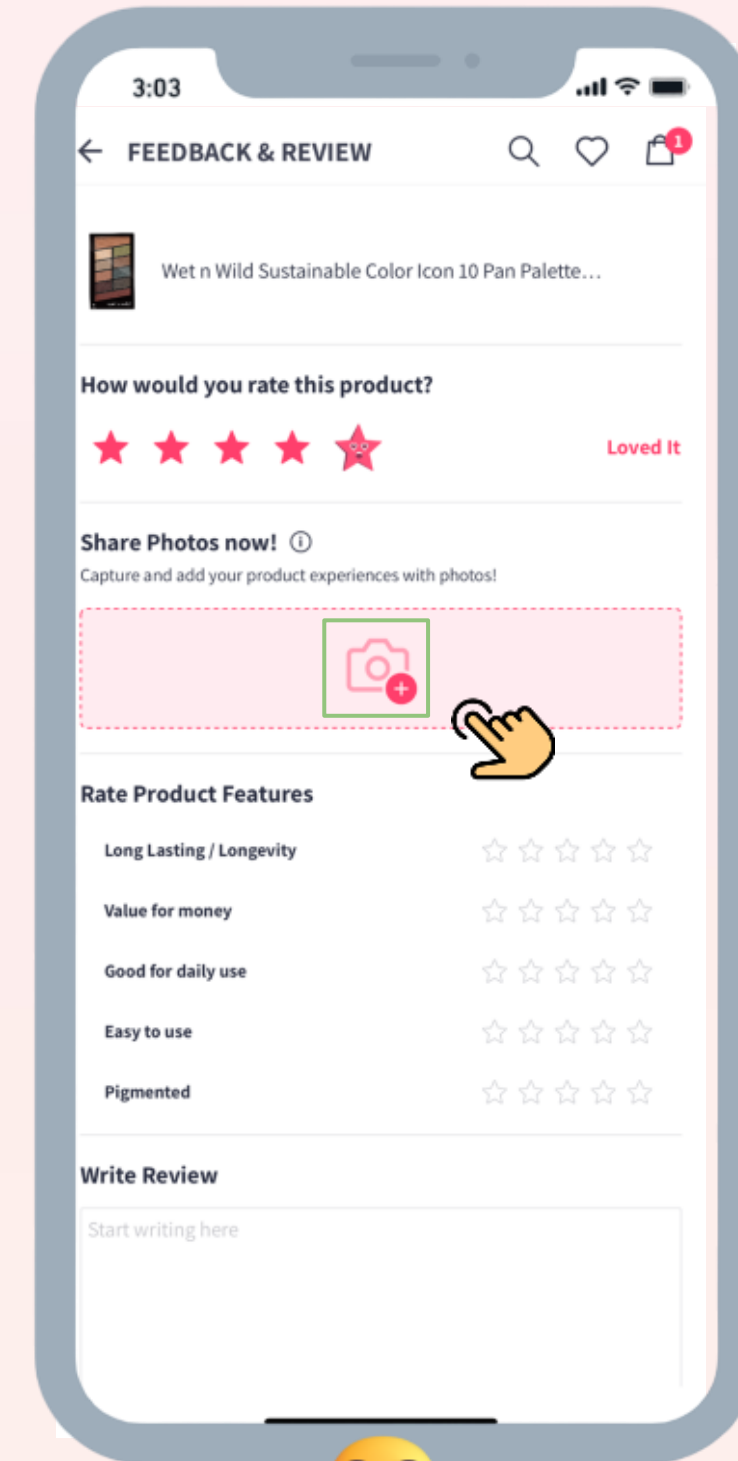 3:03
FEEDBACK & REVIEW
1
Wet n Wild Sustainable Color Icon 10 Pan Palette...
How would you rate this product?
Loved It
Share Photos now!
Capture and add your product experiences with photos!
Rate Product Features
Long Lasting / Longevity
Value for money
Good for daily use
Easy to use
Pigmented
Write Review
Start writing here